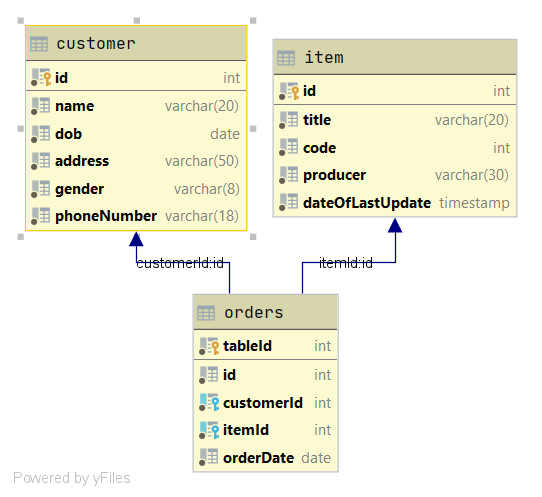 customer
id int
name varchar(20)
dob date
address varchar(50)
gender varchar(8)
phoneNumber varchar(18)
item
id int
title varchar(20)
code int
producer varchar(30)
dateOfLastUpdate timestamp
customerId:id
itemId:id
orders
tableId int
id int
customerId int
itemId int
orderDate date
Powered by yFiles